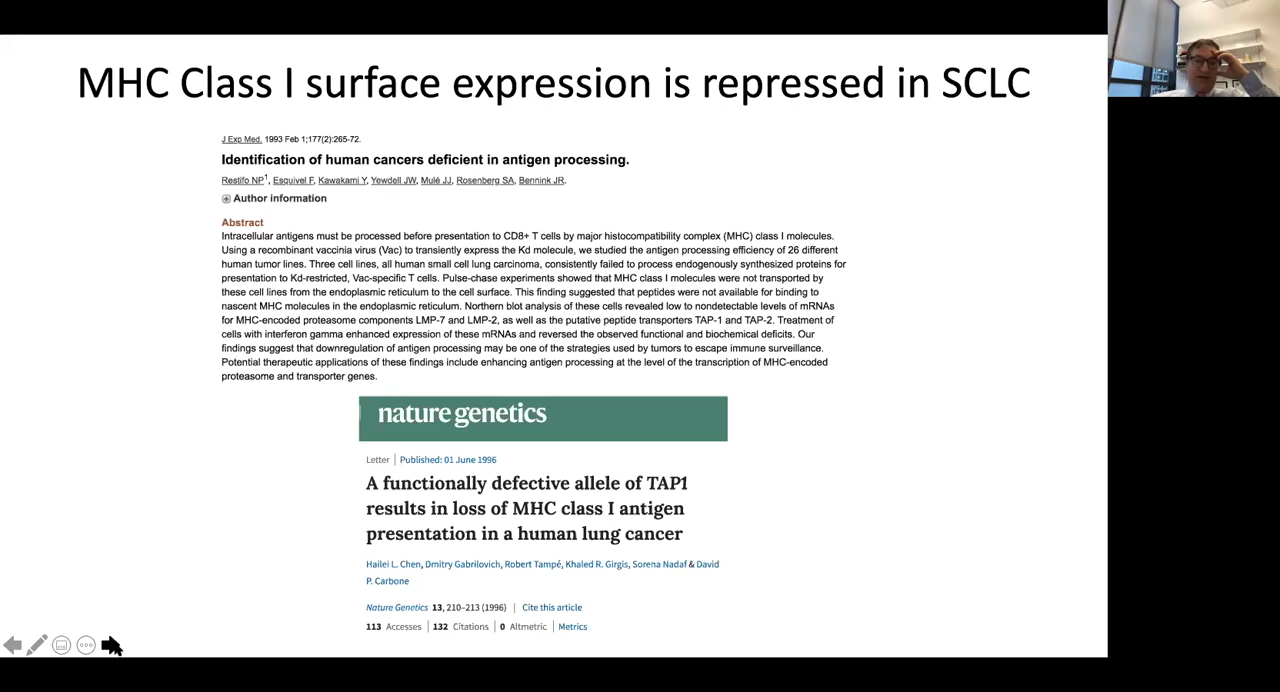 MHC Class I surface expression is repressed in SCLC
J Exp Med. 1993 Feb 1;177(2):265-72.
Identification of human cancers deficient in antigen processing.
Restifo NP1, Esquivel F, Kawakami Y, Yewdell JW, Mulé JJ, Rosenberg SA, Bennink JR.
Author information
Abstract
Intracellular antigens must be processed before presentation to CD8+ T cells by major histocompatibility complex (MHC) class I molecules.
Using a recombinant vaccinia virus (Vac) to transiently express the Kd molecule, we studied the antigen processing efficiency of 26 different
human tumor lines. Three cell lines, all human small cell lung carcinoma, consistently failed to process endogenously synthesized proteins for
presentation to Kd-restricted, Vac-specific T cells. Pulse-chase experiments showed that MHC class I molecules were not transported by
these cell lines from the endoplasmic reticulum to the cell surface. This finding suggested that peptides were not available for binding to
nascent MHC molecules in the endoplasmic reticulum. Northern blot analysis of these cells revealed low to nondetectable levels of mRNAs
for MHC-encoded proteasome components LMP-7 and LMP-2, as well as the putative peptide transporters TAP-1 and TAP-2. Treatment of
cells with interferon gamma enhanced expression of these mRNAs and reversed the observed functional and biochemical deficits. Our
findings suggest that downregulation of antigen processing may be one of the strategies used by tumors to escape immune surveillance.
Potential therapeutic applications of these findings include enhancing antigen processing at the level of the transcription of MHC-encoded
proteasome and transporter genes.
nature genetics
Letter | Published: 01 June 1996
A functionally defective allele of TAP1
results in loss of MHC class I antigen
presentation in a human lung cancer
Hailei L. Chen, Dmitry Gabrilovich, Robert Tampé, Khaled R. Girgis, Sorena Nadaf & David
P. Carbone
Nature Genetics 13, 210–213 (1996) | Cite this article
113 Accesses | 132 Citations | 0 Altmetric | Metrics